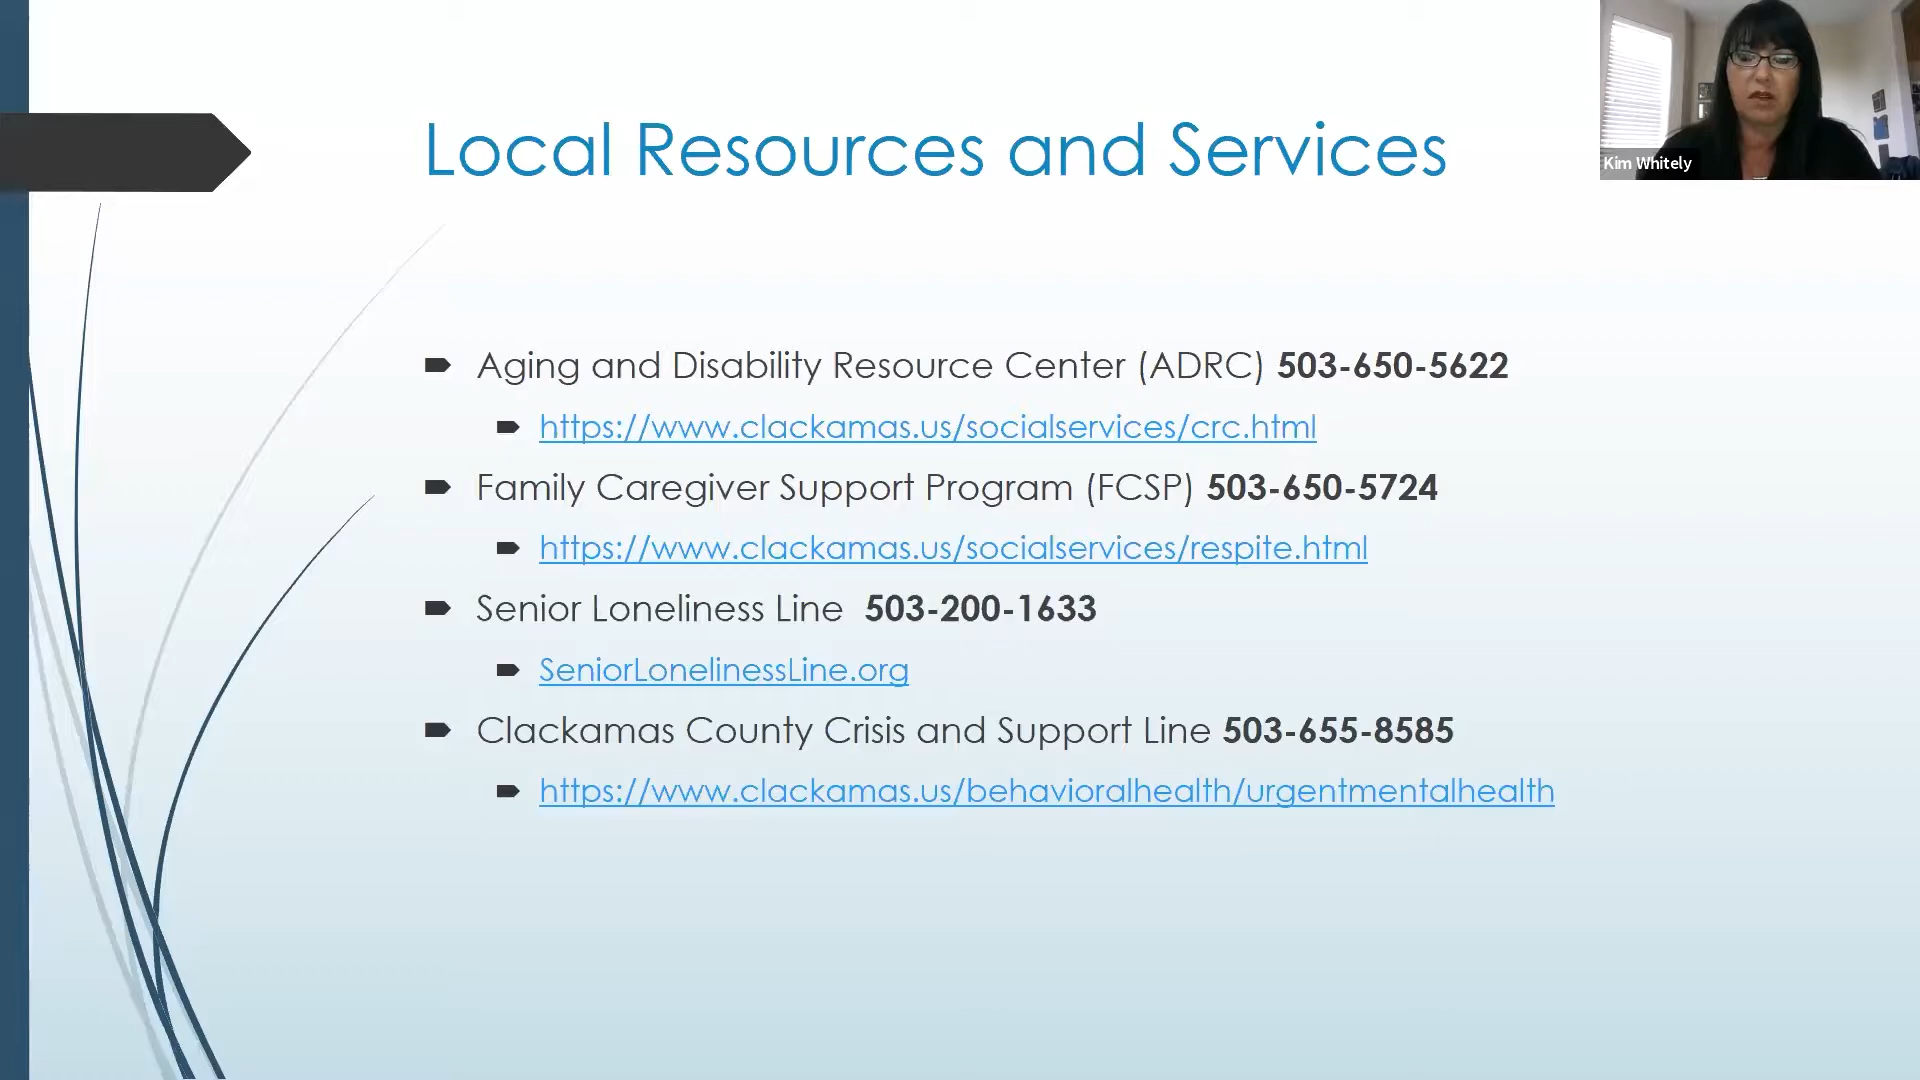 Local Resources and Services
Kim Whitely
Aging and Disability Resource Center (ADRC) 503-650-5622
https://www.clackamas.us/socialservices/crc.html
Family Caregiver Support Program (FCSP) 503-650-5724
https://www.clackamas.us/socialservices/respite.html
Senior Loneliness Line 503-200-1633
SeniorLonelinessLine.org
Clackamas County Crisis and Support Line 503-655-8585
https://www.clackamas.us/behavioralhealth/urgentmentalhealth